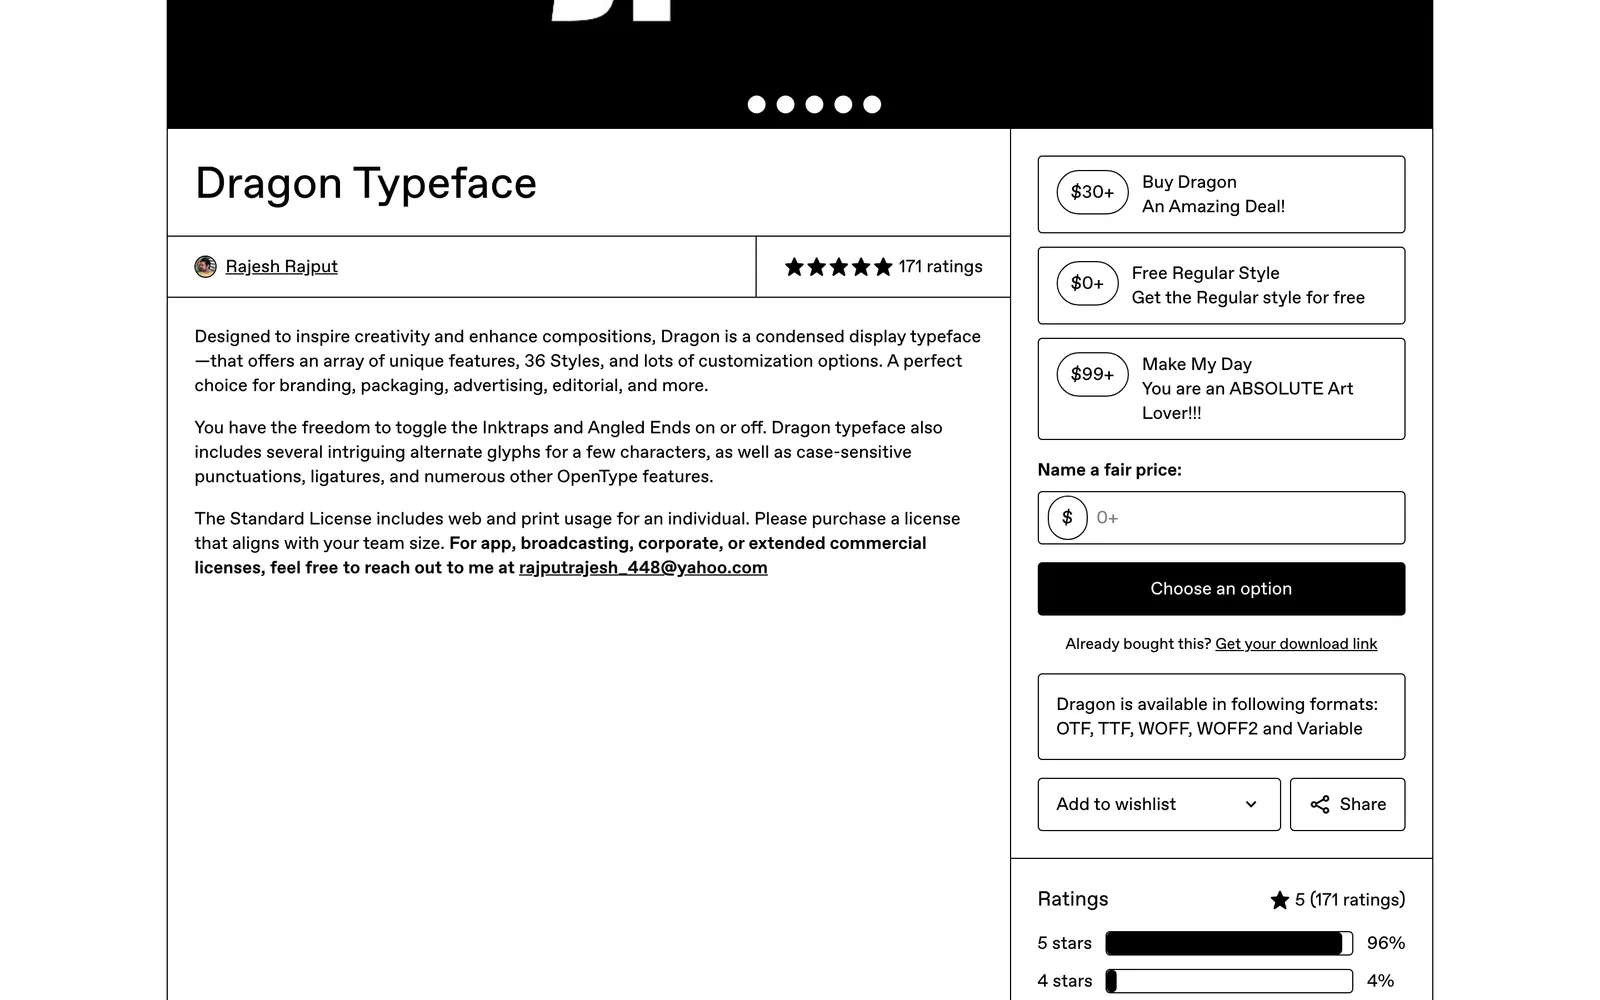 Dragon Typeface
Rajesh Rajput
171 ratings
Designed to inspire creativity and enhance compositions, Dragon is a condensed display typeface
—that offers an array of unique features, 36 Styles, and lots of customization options. A perfect
choice for branding, packaging, advertising, editorial, and more.
You have the freedom to toggle the Inktraps and Angled Ends on or off. Dragon typeface also
includes several intriguing alternate glyphs for a few characters, as well as case-sensitive
punctuations, ligatures, and numerous other OpenType features.
The Standard License includes web and print usage for an individual. Please purchase a license
that aligns with your team size. For app, broadcasting, corporate, or extended commercial
licenses, feel free to reach out to me at rajputrajesh_448@yahoo.com
$30+
Buy Dragon
An Amazing Deal!
$0+
Free Regular Style
Get the Regular style for free
$99+
Make My Day
You are an ABSOLUTE Art
Lover!!!
Name a fair price:
$ 0+
Choose an option
Already bought this? Get your download link
Dragon is available in following formats:
OTF, TTF, WOFF, WOFF2 and Variable
Add to wishlist
Share
Ratings
5 (171 ratings)
5 stars 96%
4 stars 4%